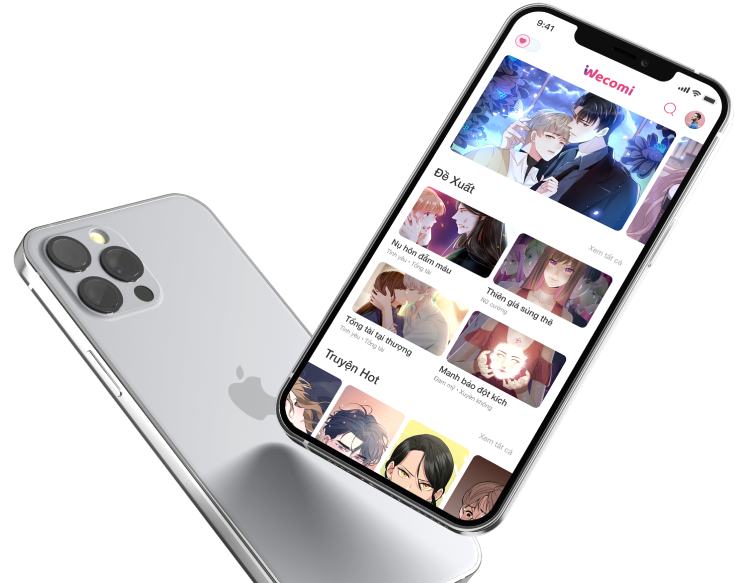 9:41
Wecomi
Đề Xuất
Xem tất cả
Nụ hôn đẫm máu
Tình yêu • Tổng tài
Thiên giá sủng thê
Nữ cường
Tổng tài tại thượng
Tình yêu • Tổng tài
Manh bảo đột kích
Đam mỹ • Xuyên không
Truyện Hot
Xem tất cả